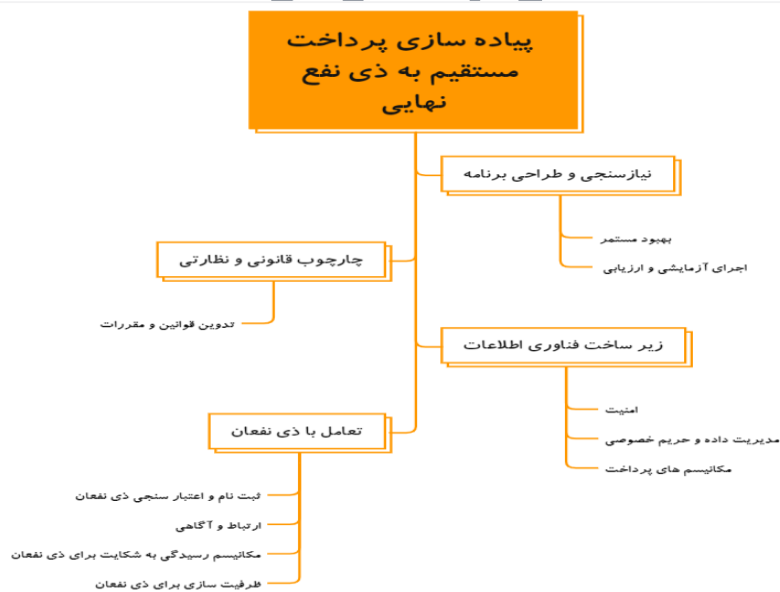 پیاده سازی پرداخت
مستقیم به ذی نفع
نهایی
نیازسنجی و طراحی برنامه
بهبود مستمر
اجرای آزمایشی و ارزیابی
چارچوب قانونی و نظارتی
تدوین قوانین و مقررات
زیر ساخت فناوری اطلاعات
امنیت
مدیریت داده و حریم خصوصی
مکانیسم های پرداخت
تعامل با ذی نفعان
ثبت نام و اعتبار سنجی ذی نفعان
ارتباط و آگاهی
مکانیسم رسیدگی به شکایت برای ذی نفعان
ظرفیت سازی برای ذی نفعان